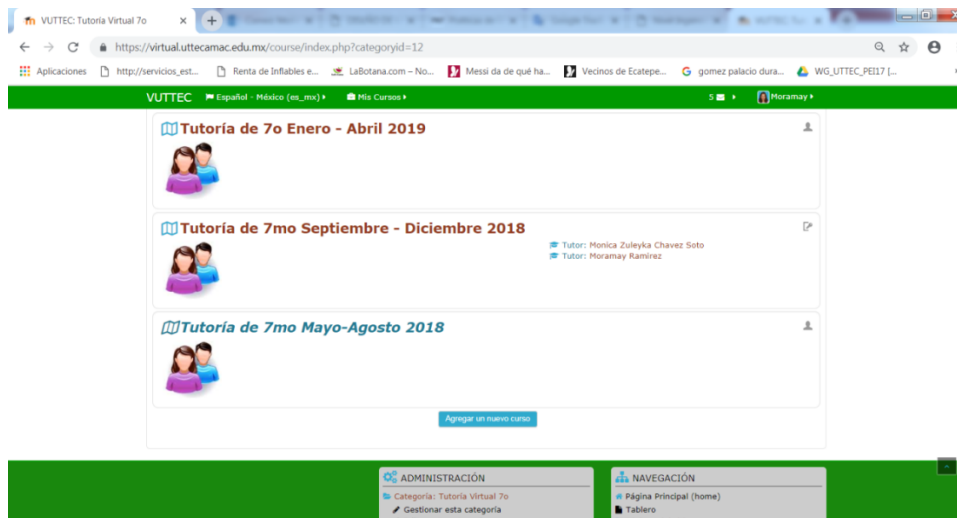 VUTTEC: Tutoría Virtual 7o
https://virtual.uttecamac.edu.mx/course/index.php?categoryid=12
Aplicaciones http://servicios_est... Renta de Inflables e... LaBotana.com – No... Messi da de qué ha... Vecinos de Ecatepe... gomez palacio dura... WG_UTTEC_PEI17 [...
VUTTEC Español - México (es_mx) Mis Cursos 5 Moramay
Tutoría de 7o Enero - Abril 2019
Tutoría de 7mo Septiembre - Diciembre 2018
Tutor: Monica Zuleyka Chavez Soto
Tutor: Moramay Ramirez
Tutoría de 7mo Mayo-Agosto 2018
Agregar un nuevo curso
ADMINISTRACIÓN
Categoría: Tutoría Virtual 7o
Gestionar esta categoría
NAVEGACIÓN
Página Principal (home)
Tablero